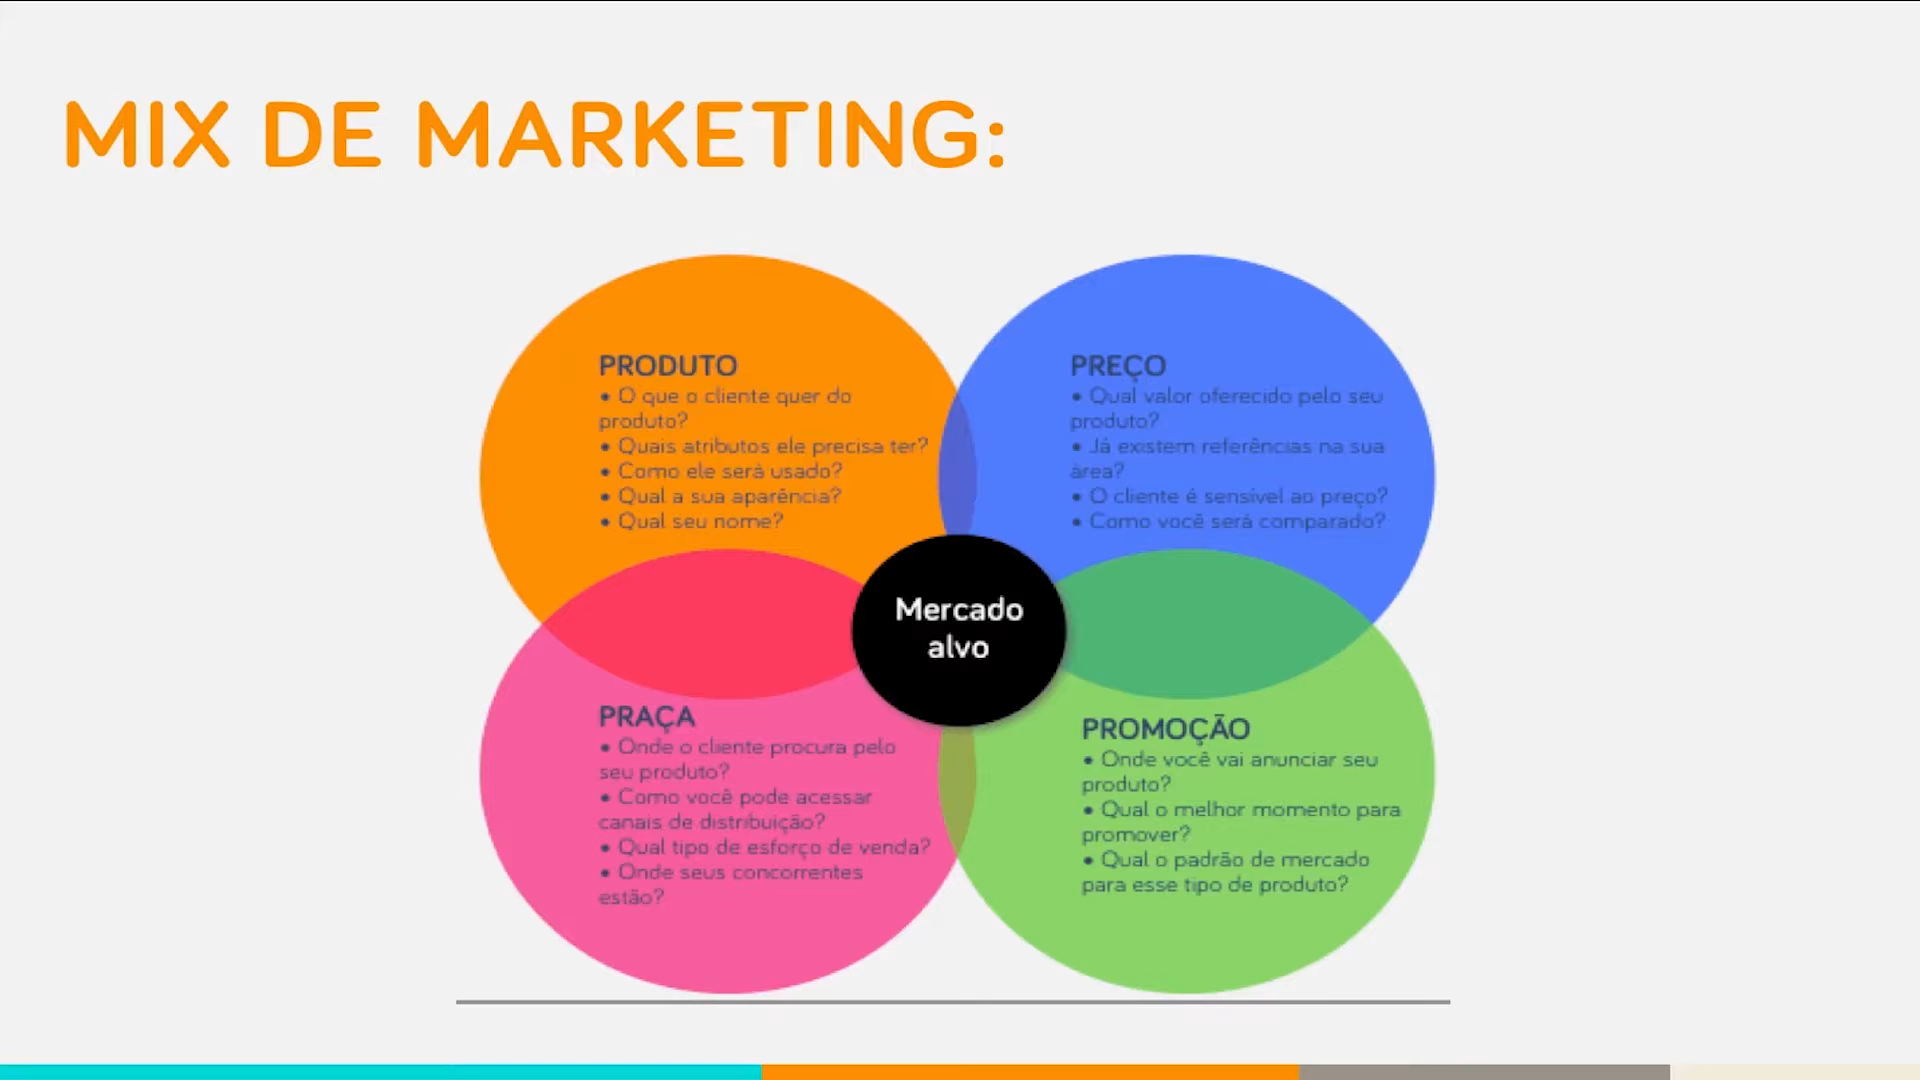 MIX DE MARKETING:
PRODUTO
• O que o cliente quer do
produto?
• Quais atributos ele precisa ter?
• Como ele será usado?
• Qual a sua aparência?
• Qual seu nome?
PREÇO
• Qual valor oferecido pelo seu
produto?
• Já existem referências na sua
área?
• O cliente é sensível ao preço?
• Como você será comparado?
Mercado
alvo
PRAÇA
• Onde o cliente procura pelo
seu produto?
• Como você pode acessar
canais de distribuição?
• Qual tipo de esforço de venda?
• Onde seus concorrentes
estão?
PROMOÇÃO
• Onde você vai anunciar seu
produto?
• Qual o melhor momento para
promover?
• Qual o padrão de mercado
para esse tipo de produto?